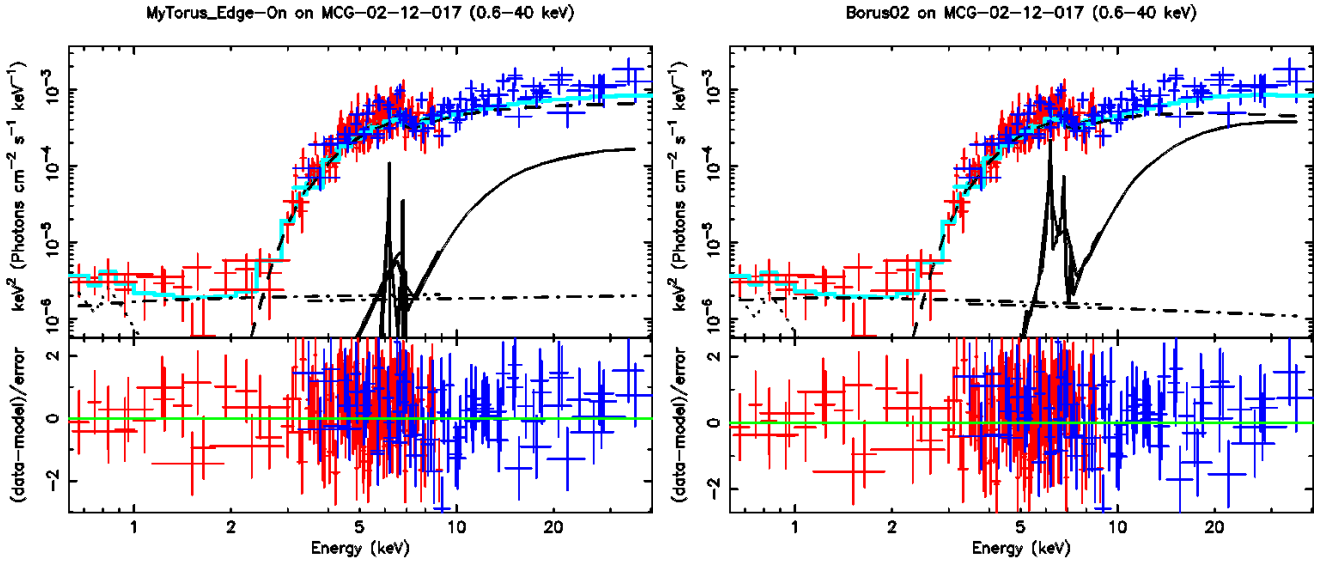 MyTorus_Edge-On on MCG-02-12-017 (0.6-40 keV)
keV² (Photons cm⁻² s⁻¹ keV⁻¹)
10⁻³
10⁻⁴
10⁻⁵
10⁻⁶
(data-model)/error
2
0
-2
1 2 5 10 20
Energy (keV)
Borus02 on MCG-02-12-017 (0.6-40 keV)
keV² (Photons cm⁻² s⁻¹ keV⁻¹)
10⁻³
10⁻⁴
10⁻⁵
10⁻⁶
(data-model)/error
2
0
-2
1 2 5 10 20
Energy (keV)